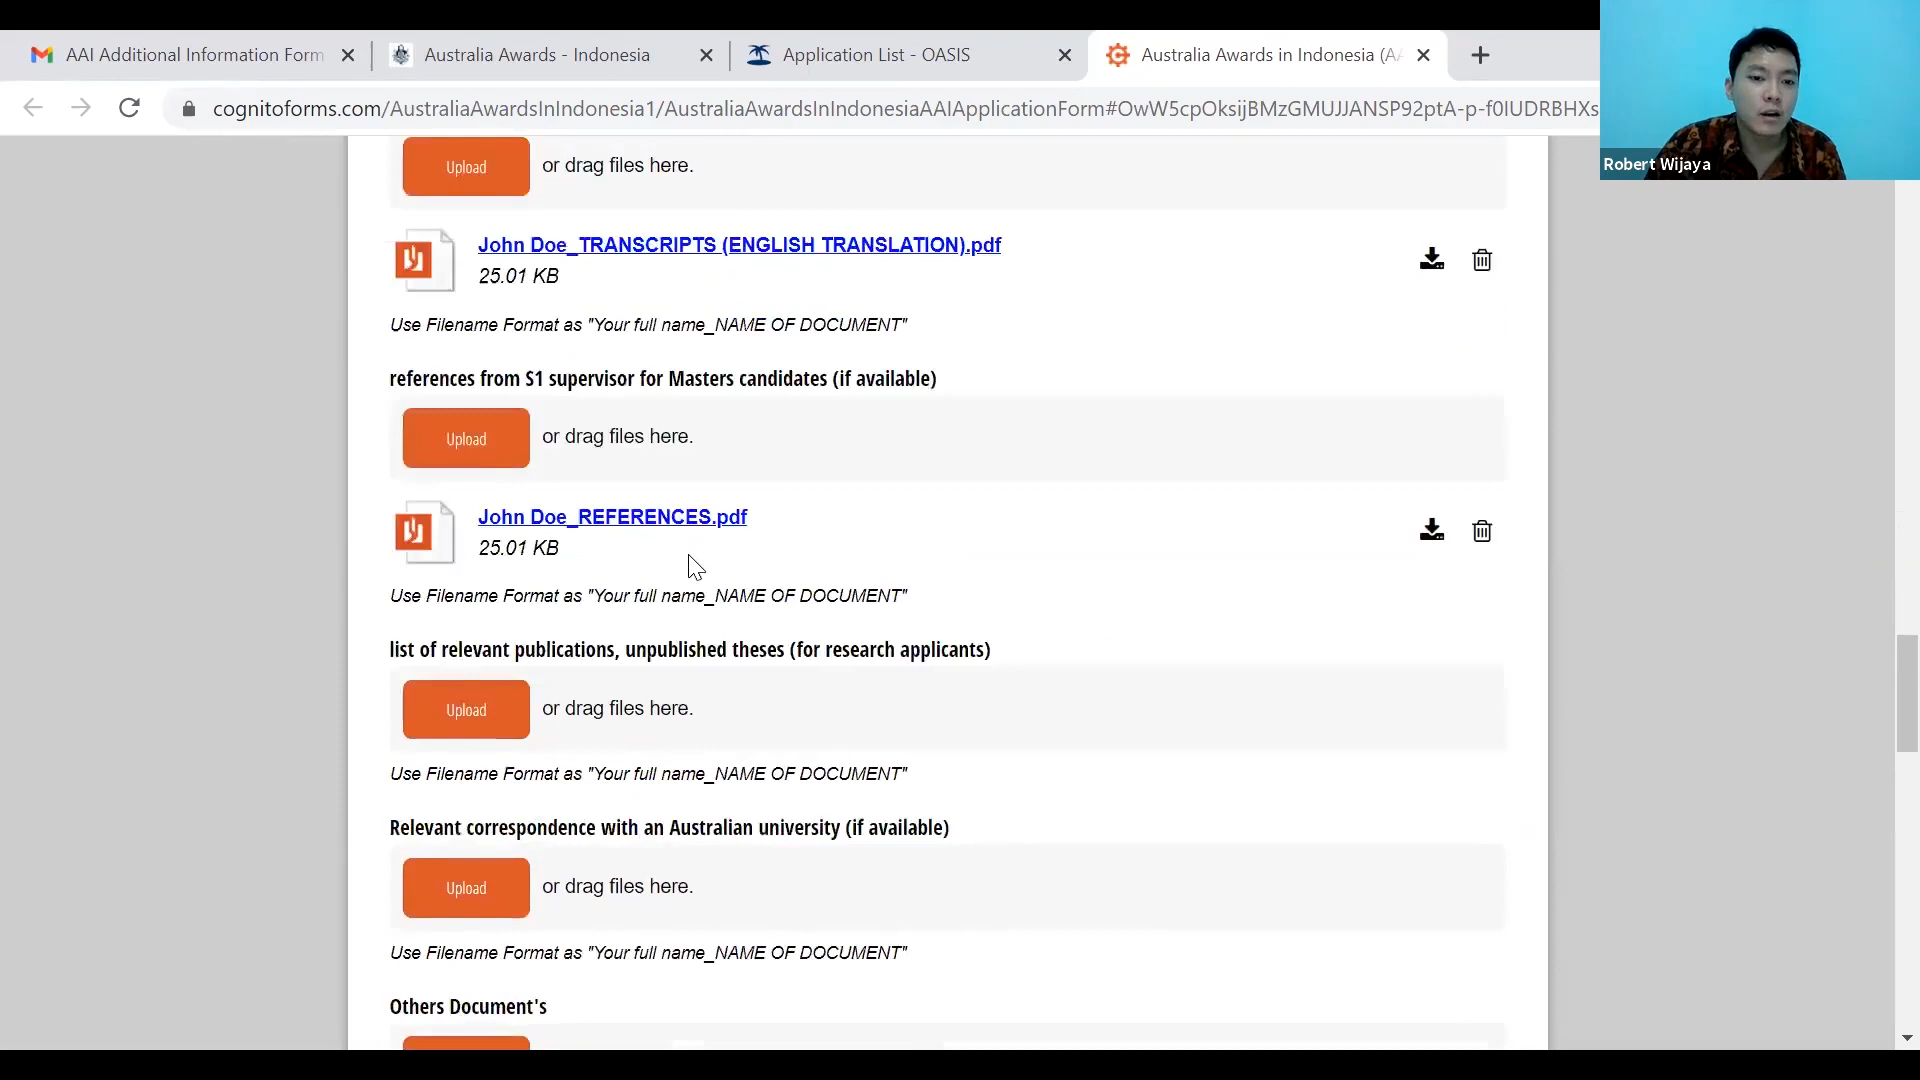 AAI Additional Information Form
Australia Awards - Indonesia
Application List - OASIS
Australia Awards in Indonesia (AA
cognitoforms.com/AustraliaAwardsInIndonesia1/AustraliaAwardsInIndonesiaAAIApplicationForm#OwW5cpOksijBMzGMUJJANSP92ptA-p-f0IUDRBHXs
Robert Wijaya
Upload or drag files here.
John Doe_TRANSCRIPTS (ENGLISH TRANSLATION).pdf
25.01 KB
Use Filename Format as "Your full name_NAME OF DOCUMENT"
references from S1 supervisor for Masters candidates (if available)
Upload or drag files here.
John Doe_REFERENCES.pdf
25.01 KB
Use Filename Format as "Your full name_NAME OF DOCUMENT"
list of relevant publications, unpublished theses (for research applicants)
Upload or drag files here.
Use Filename Format as "Your full name_NAME OF DOCUMENT"
Relevant correspondence with an Australian university (if available)
Upload or drag files here.
Use Filename Format as "Your full name_NAME OF DOCUMENT"
Others Document's